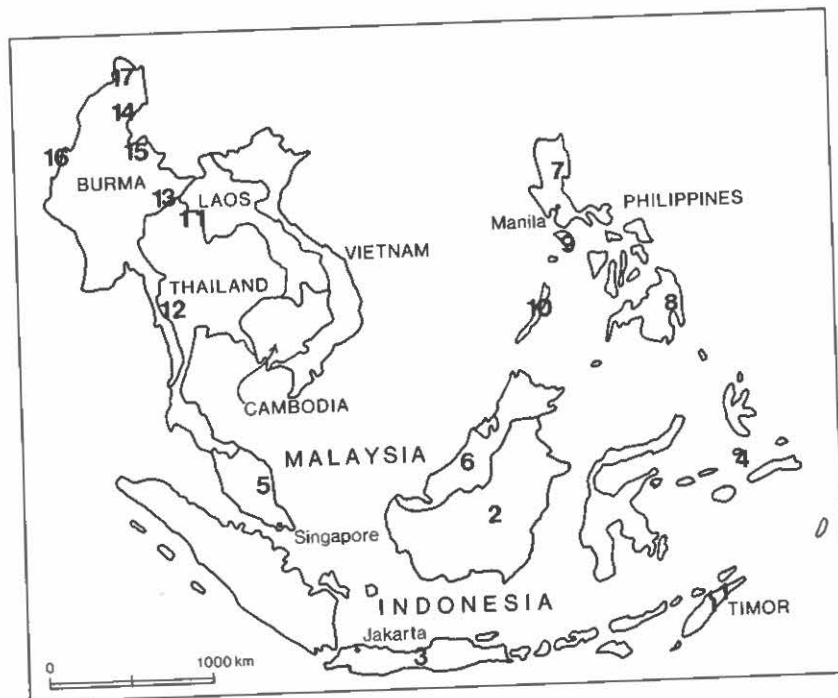 17
14
16
15
BURMA
13
LAOS
11
7
Manila
PHILIPPINES
9
VIETNAM
THAILAND
12
10
8
CAMBODIA
MALAYSIA
6
4
5
2
Singapore
INDONESIA
TIMOR
Jakarta
3
0
1000 km